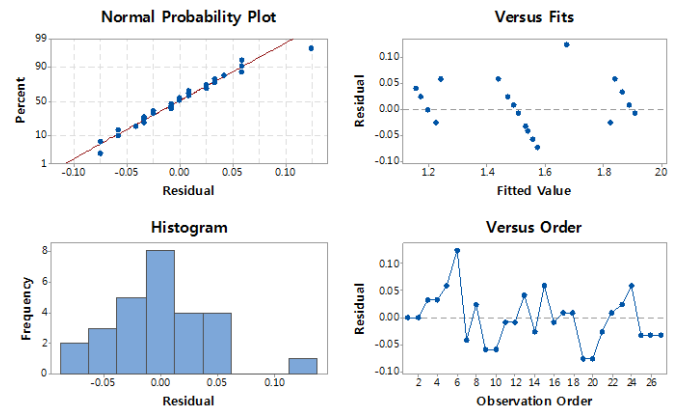 Normal Probability Plot
99
90
50
10
1
Percent
-0.10 -0.05 0.00 0.05 0.10
Residual
Versus Fits
0.10
0.05
0.00
-0.05
-0.10
Residual
1.2 1.4 1.6 1.8 2.0
Fitted Value
Histogram
8
6
4
2
0
Frequency
-0.05 0.00 0.05 0.10
Residual
Versus Order
0.10
0.05
0.00
-0.05
-0.10
Residual
2 4 6 8 10 12 14 16 18 20 22 24 26
Observation Order